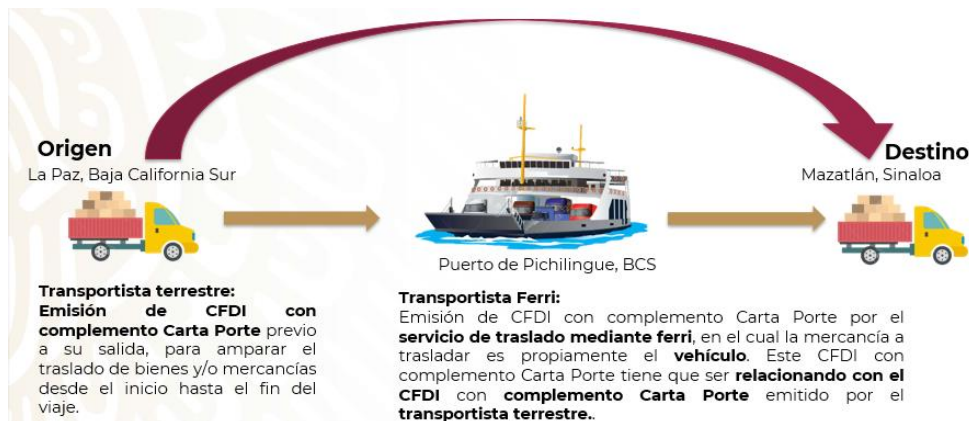 Origen
La Paz, Baja California Sur
Destino
Mazatlán, Sinaloa
Puerto de Pichilingue, BCS
Transportista terrestre:
Emisión de CFDI con
complemento Carta Porte previo
a su salida, para amparar el
traslado de bienes y/o mercancías
desde el inicio hasta el fin del
viaje.
Transportista Ferri:
Emisión de CFDI con complemento Carta Porte por el
servicio de traslado mediante ferri, en el cual la mercancía a
trasladar es propiamente el vehículo. Este CFDI con
complemento Carta Porte tiene que ser relacionando con el
CFDI con complemento Carta Porte emitido por el
transportista terrestre..